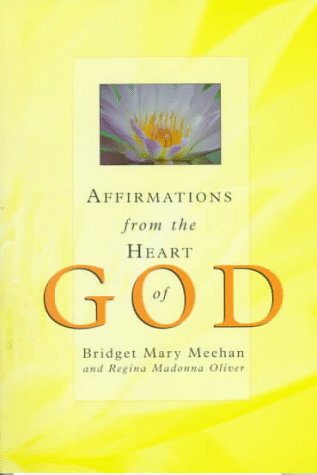 AFFIRMATIONS
from the
HEART
of
GOD
Bridget Mary Meehan
and Regina Madonna Oliver